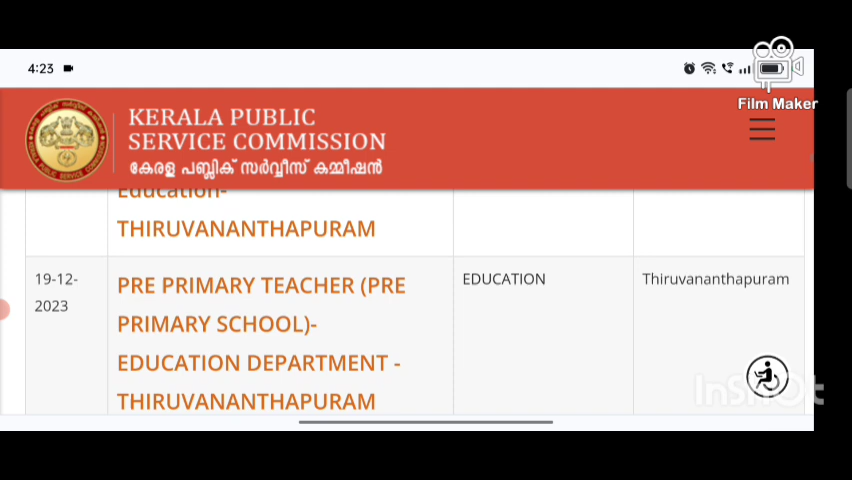 4:23
Film Maker
KERALA PUBLIC
SERVICE COMMISSION
കേരള പബ്ലിക് സർവ്വീസ് കമ്മീഷൻ
Education-
THIRUVANANTHAPURAM
19-12-
2023
PRE PRIMARY TEACHER (PRE
PRIMARY SCHOOL)-
EDUCATION DEPARTMENT -
THIRUVANANTHAPURAM
EDUCATION
Thiruvananthapuram
InShOt